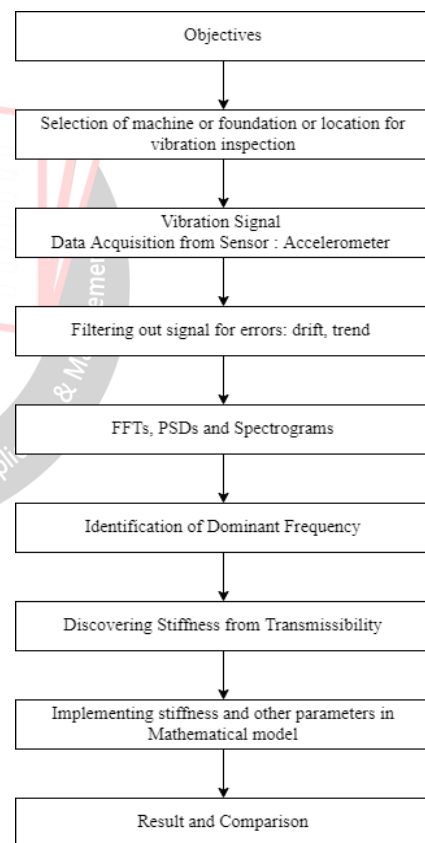 Objectives
Selection of machine or foundation or location for
vibration inspection
Vibration Signal
Data Acquisition from Sensor : Accelerometer
Filtering out signal for errors: drift, trend
FFTs, PSDs and Spectrograms
Identification of Dominant Frequency
Discovering Stiffness from Transmissibility
Implementing stiffness and other parameters in
Mathematical model
Result and Comparison